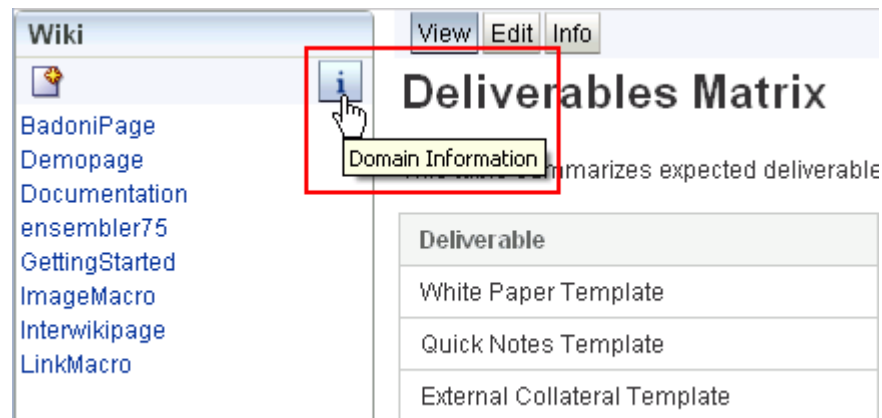 Wiki
BadoniPage
Demopage
Documentation
ensembler75
GettingStarted
ImageMacro
Interwikipage
LinkMacro
View Edit Info
Deliverables Matrix
Domain Information
marizes expected deliverable
Deliverable
White Paper Template
Quick Notes Template
External Collateral Template